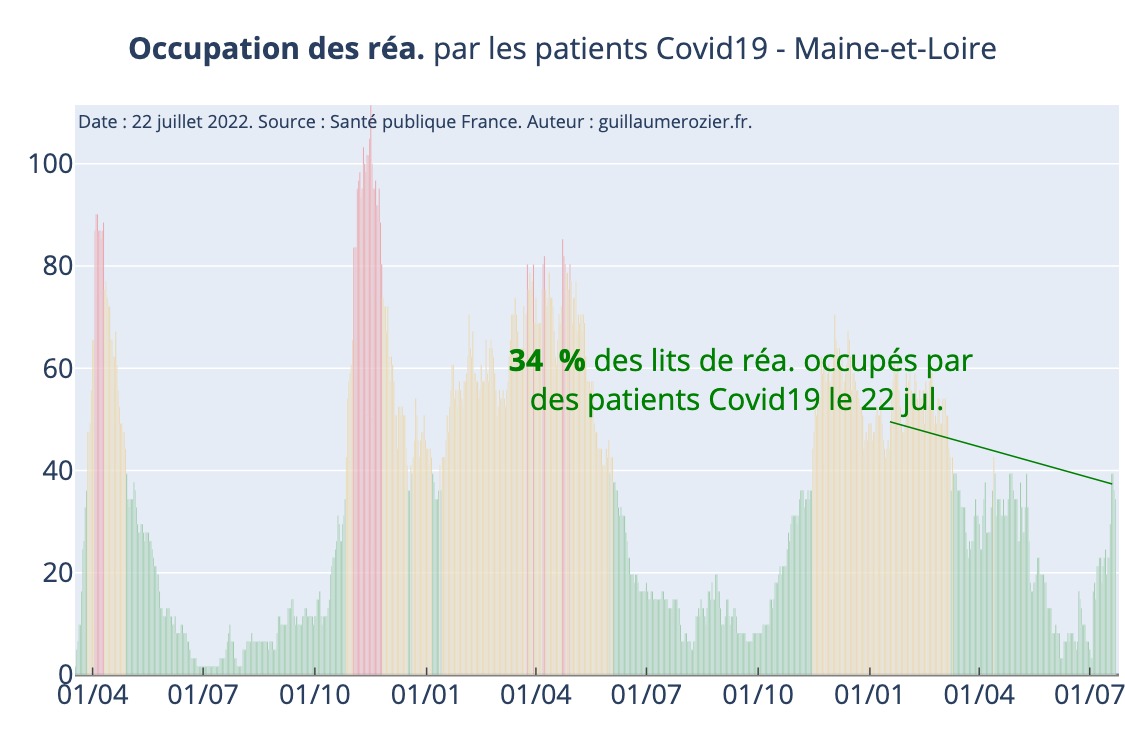 Occupation des réa. par les patients Covid19 - Maine-et-Loire
Date : 22 juillet 2022. Source : Santé publique France. Auteur : guillaumerozier.fr.
100
80
60
40
20
0
34 % des lits de réa. occupés par
des patients Covid19 le 22 jul.
01/04 01/07 01/10 01/01 01/04 01/07 01/10 01/01 01/04 01/07